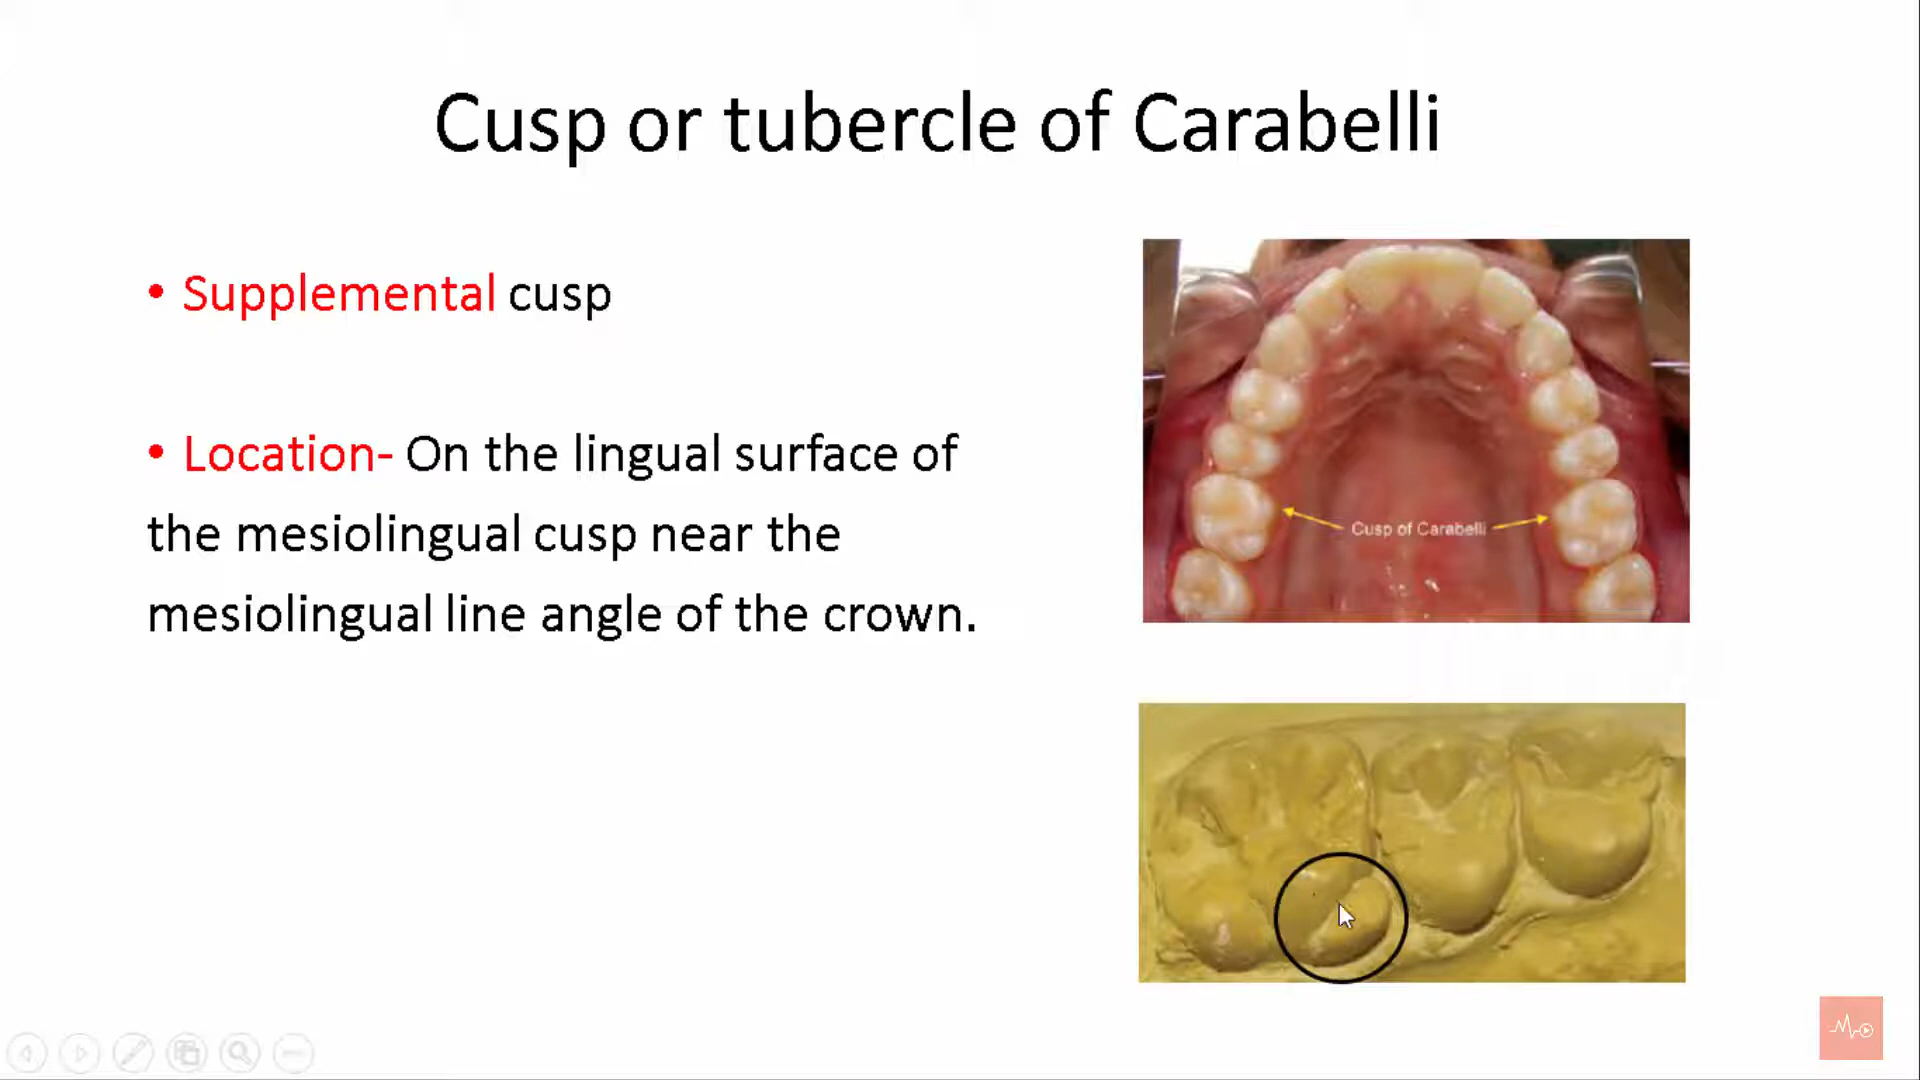 Cusp or tubercle of Carabelli
• Supplemental cusp
• Location- On the lingual surface of
the mesiolingual cusp near the
mesiolingual line angle of the crown.
Cusp of Carabelli